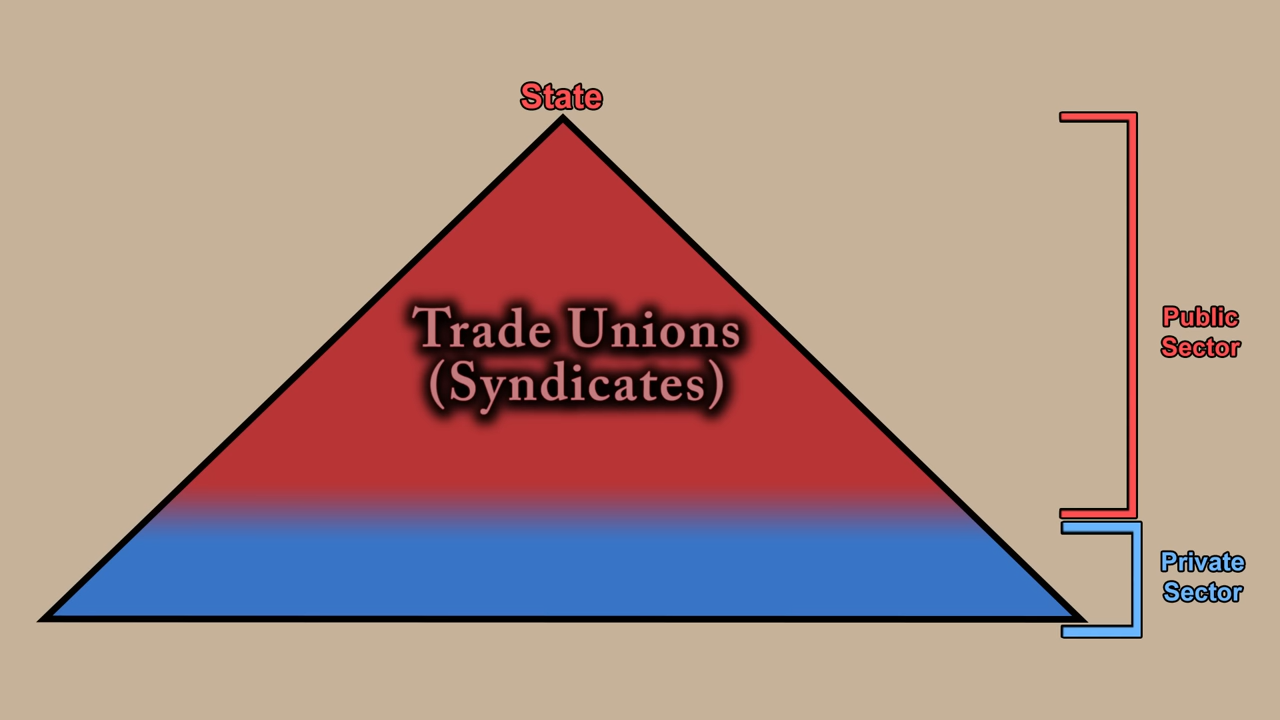 State
Trade Unions
(Syndicates)
Public
Sector
Private
Sector